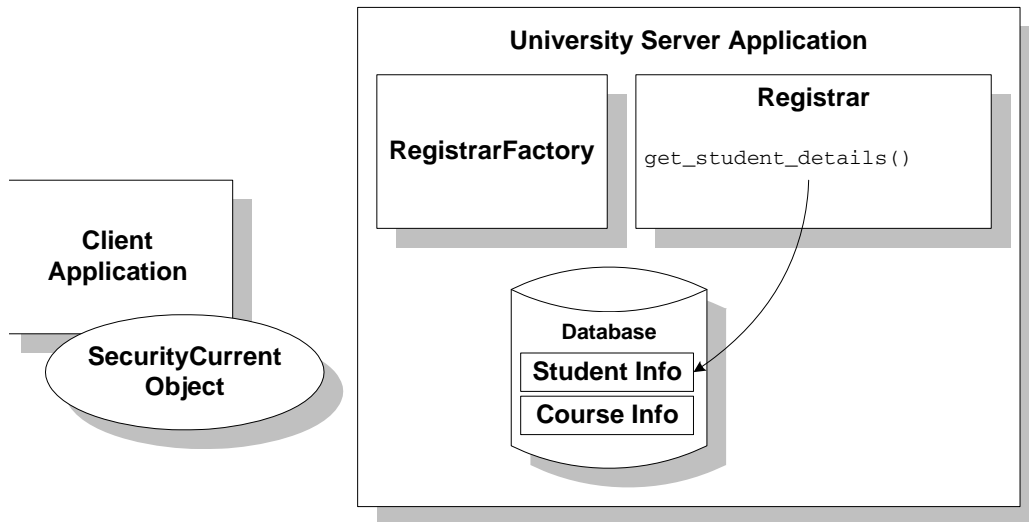 University Server Application
RegistrarFactory
Registrar
get_student_details()
Client
Application
SecurityCurrent
Object
Database
Student Info
Course Info